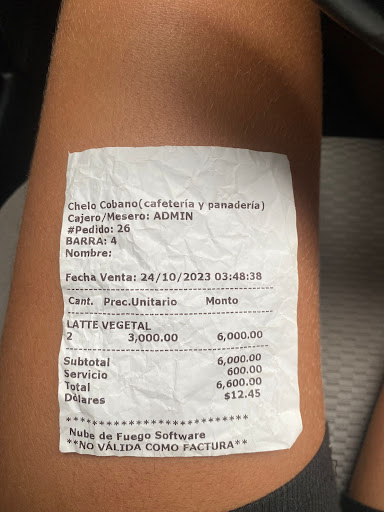 Chelo Cobano(cafetería y panadería)
Cajero/Mesero: ADMIN
#Pedido: 26
BARRA: 4
Nombre:
Fecha Venta: 24/10/2023 03:48:38
Cant. Prec.Unitario Monto
LATTE VEGETAL
2 3,000.00 6,000.00
Subtotal 6,000.00
Servicio 600.00
Total 6,600.00
Dólares $12.45
**************************
Nube de Fuego Software
**NO VÁLIDA COMO FACTURA**